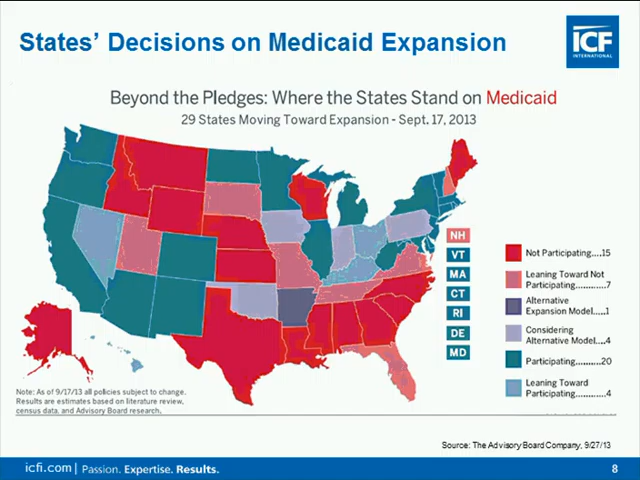 States' Decisions on Medicaid Expansion
ICF
INTERNATIONAL
Beyond the Pledges: Where the States Stand on Medicaid
29 States Moving Toward Expansion - Sept. 17, 2013
NH
VT
MA
CT
RI
DE
MD
Not Participating....15
Leaning Toward Not
Participating............7
Alternative
Expansion Model.....1
Considering
Alternative Model....4
Participating..........20
Leaning Toward
Participating...........4
Note: As of 9/17/13 all policies subject to change.
Results are estimates based on literature review,
census data, and Advisory Board research.
Source: The Advisory Board Company, 9/27/13
icfi.com | Passion. Expertise. Results.
8